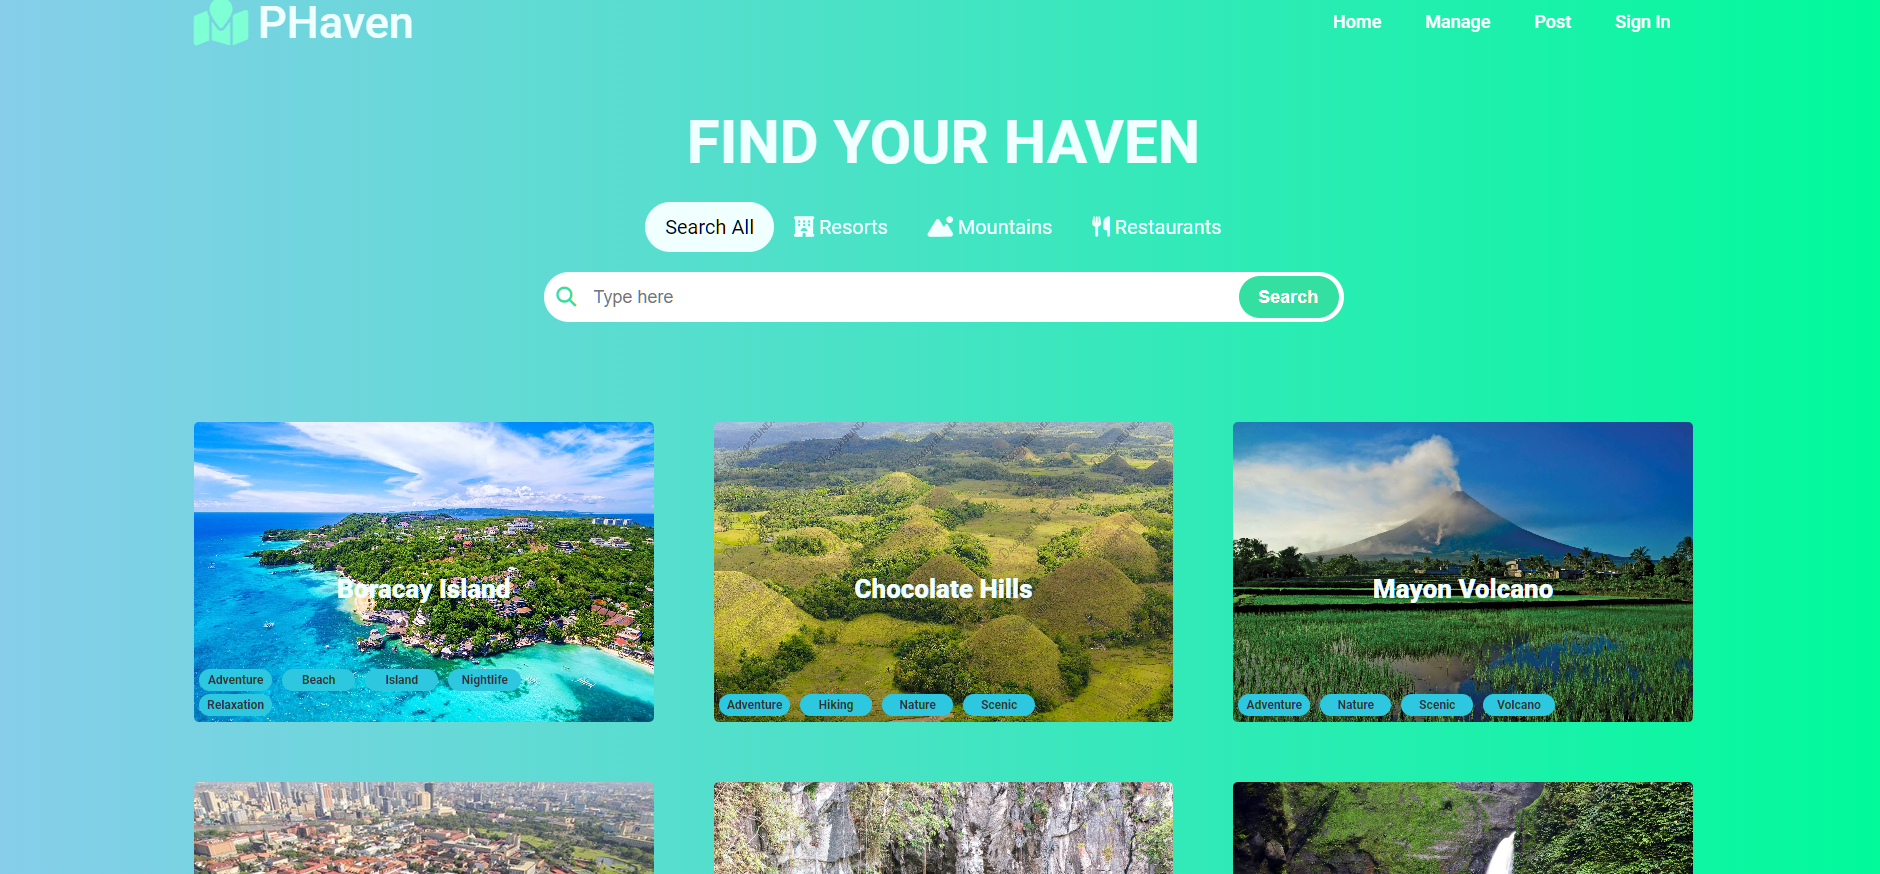 PHaven
Home
Manage
Post
Sign In
FIND YOUR HAVEN
Search All
Resorts
Mountains
Restaurants
Type here
Search
Boracay Island
Adventure
Beach
Island
Nightlife
Relaxation
Chocolate Hills
Adventure
Hiking
Nature
Scenic
Mayon Volcano
Adventure
Nature
Scenic
Volcano